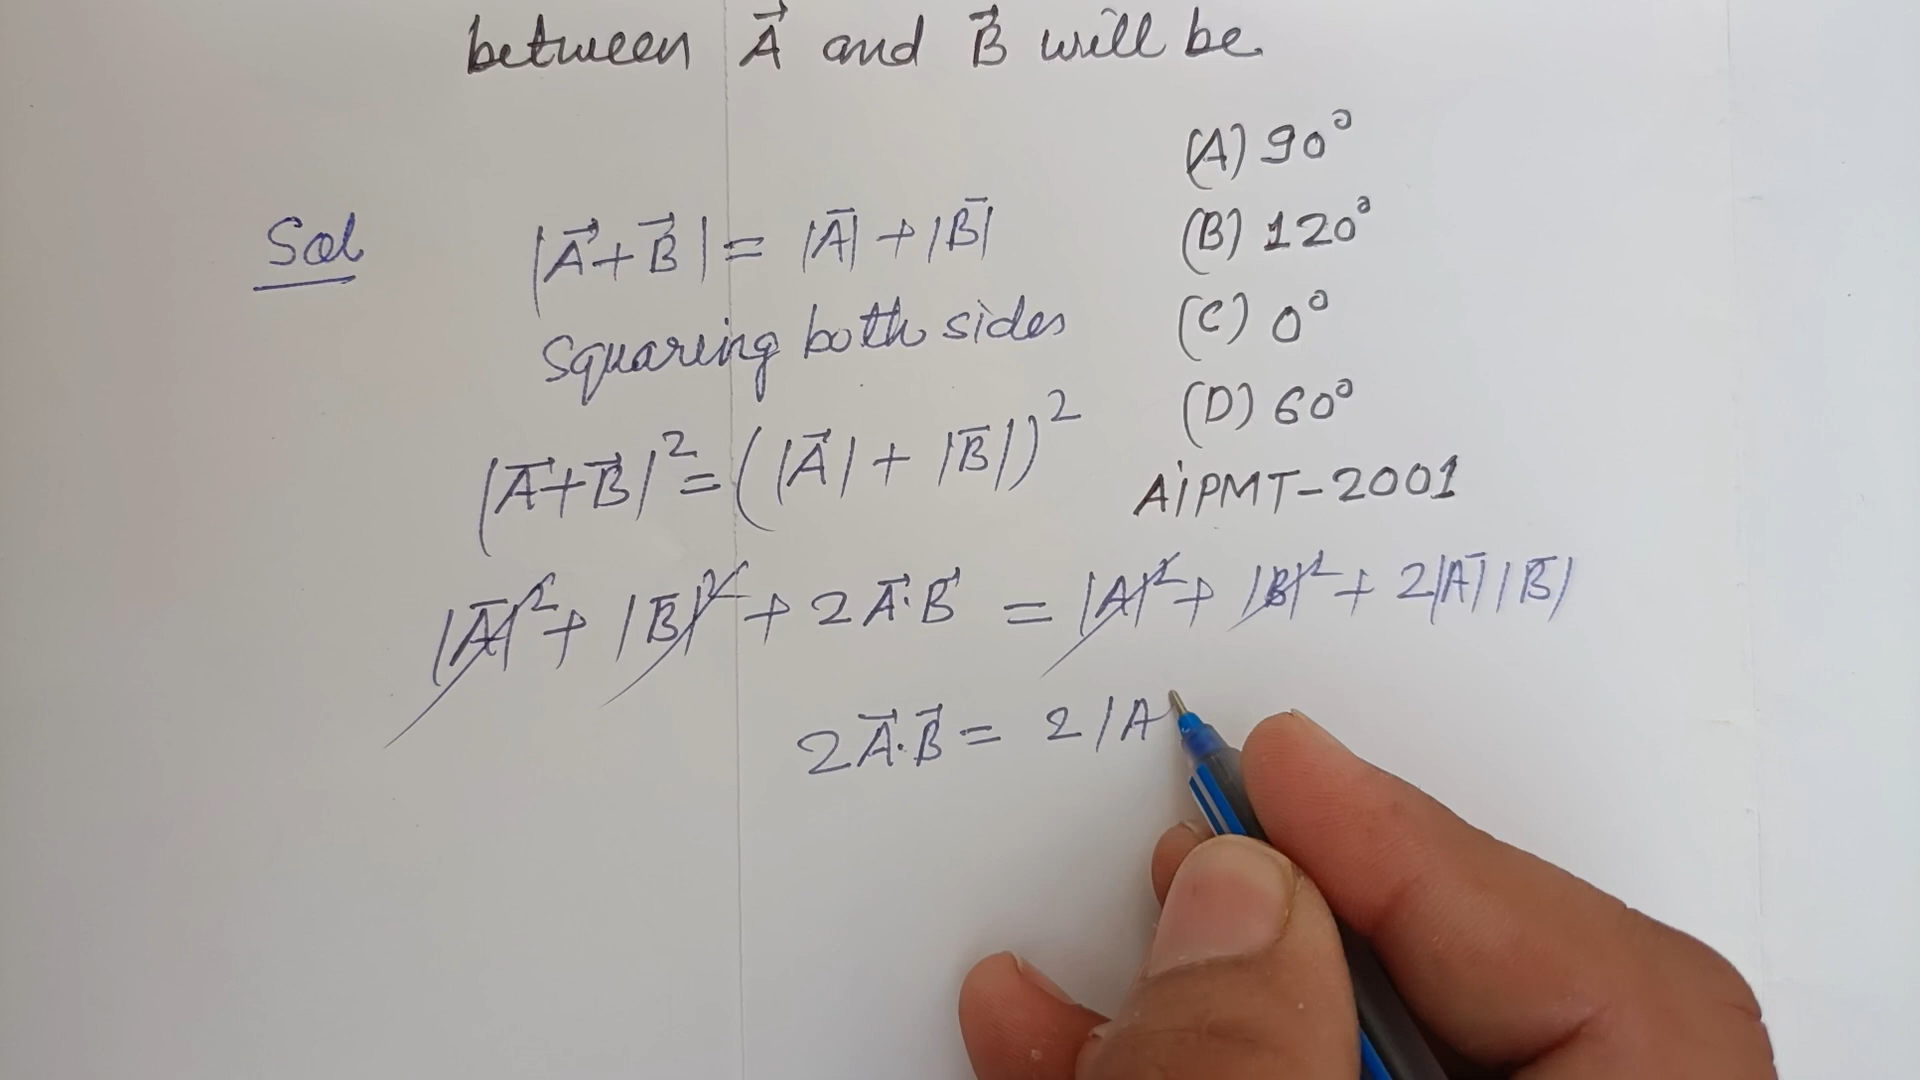 between A⃗ and B⃗ will be
(A) 90°
(B) 120°
(C) 0°
(D) 60°
AiPMT-2001
Sol
|A⃗+B⃗| = |A̅| + |B̅|
Squaring both sides
|A⃗+B⃗|² = (|A⃗| + |B̅|)²
|A̅|² + |B̅|² + 2A⃗·B⃗ = |A|² + |B|² + 2|A̅||B̅|
2A⃗·B⃗ = 2|A